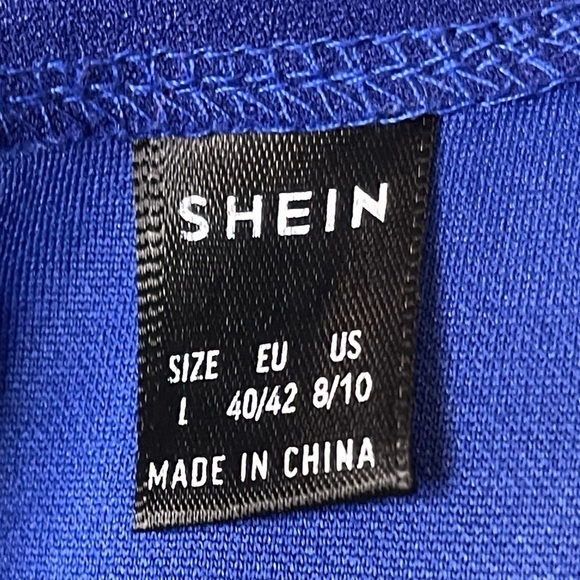 SHEIN
SIZE EU US
L 40/42 8/10
MADE IN CHINA